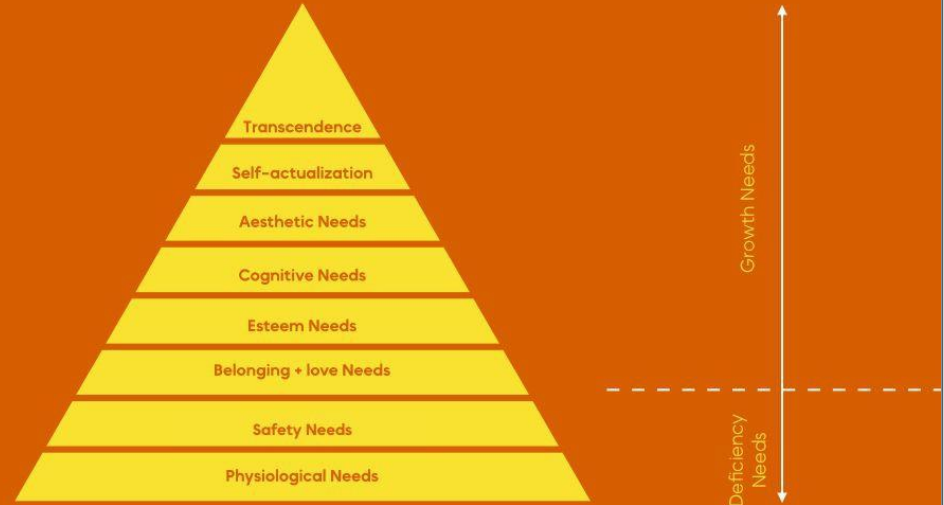 Transcendence
Self-actualization
Aesthetic Needs
Cognitive Needs
Esteem Needs
Belonging + love Needs
Safety Needs
Physiological Needs
Growth Needs
Deficiency
Needs